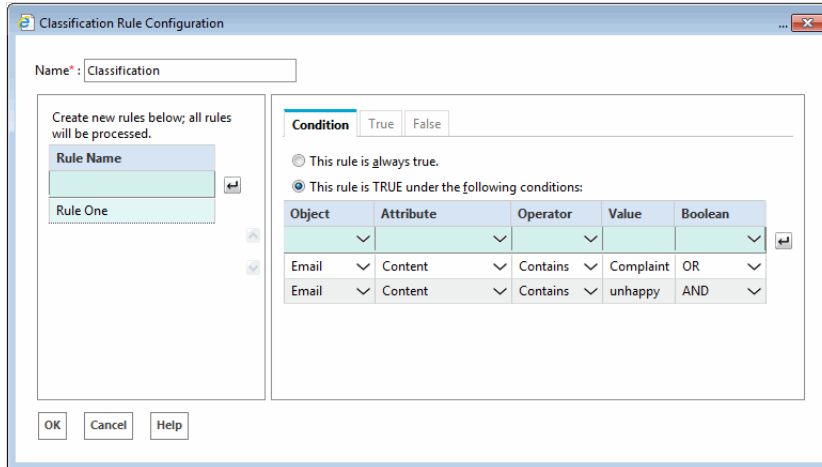 Classification Rule Configuration
...
Name* : Classification
Create new rules below; all rules
will be processed.
Rule Name
Rule One
Condition True False
This rule is always true.
This rule is TRUE under the following conditions:
Object Attribute Operator Value Boolean
Email Content Contains Complaint OR
Email Content Contains unhappy AND
OK Cancel Help